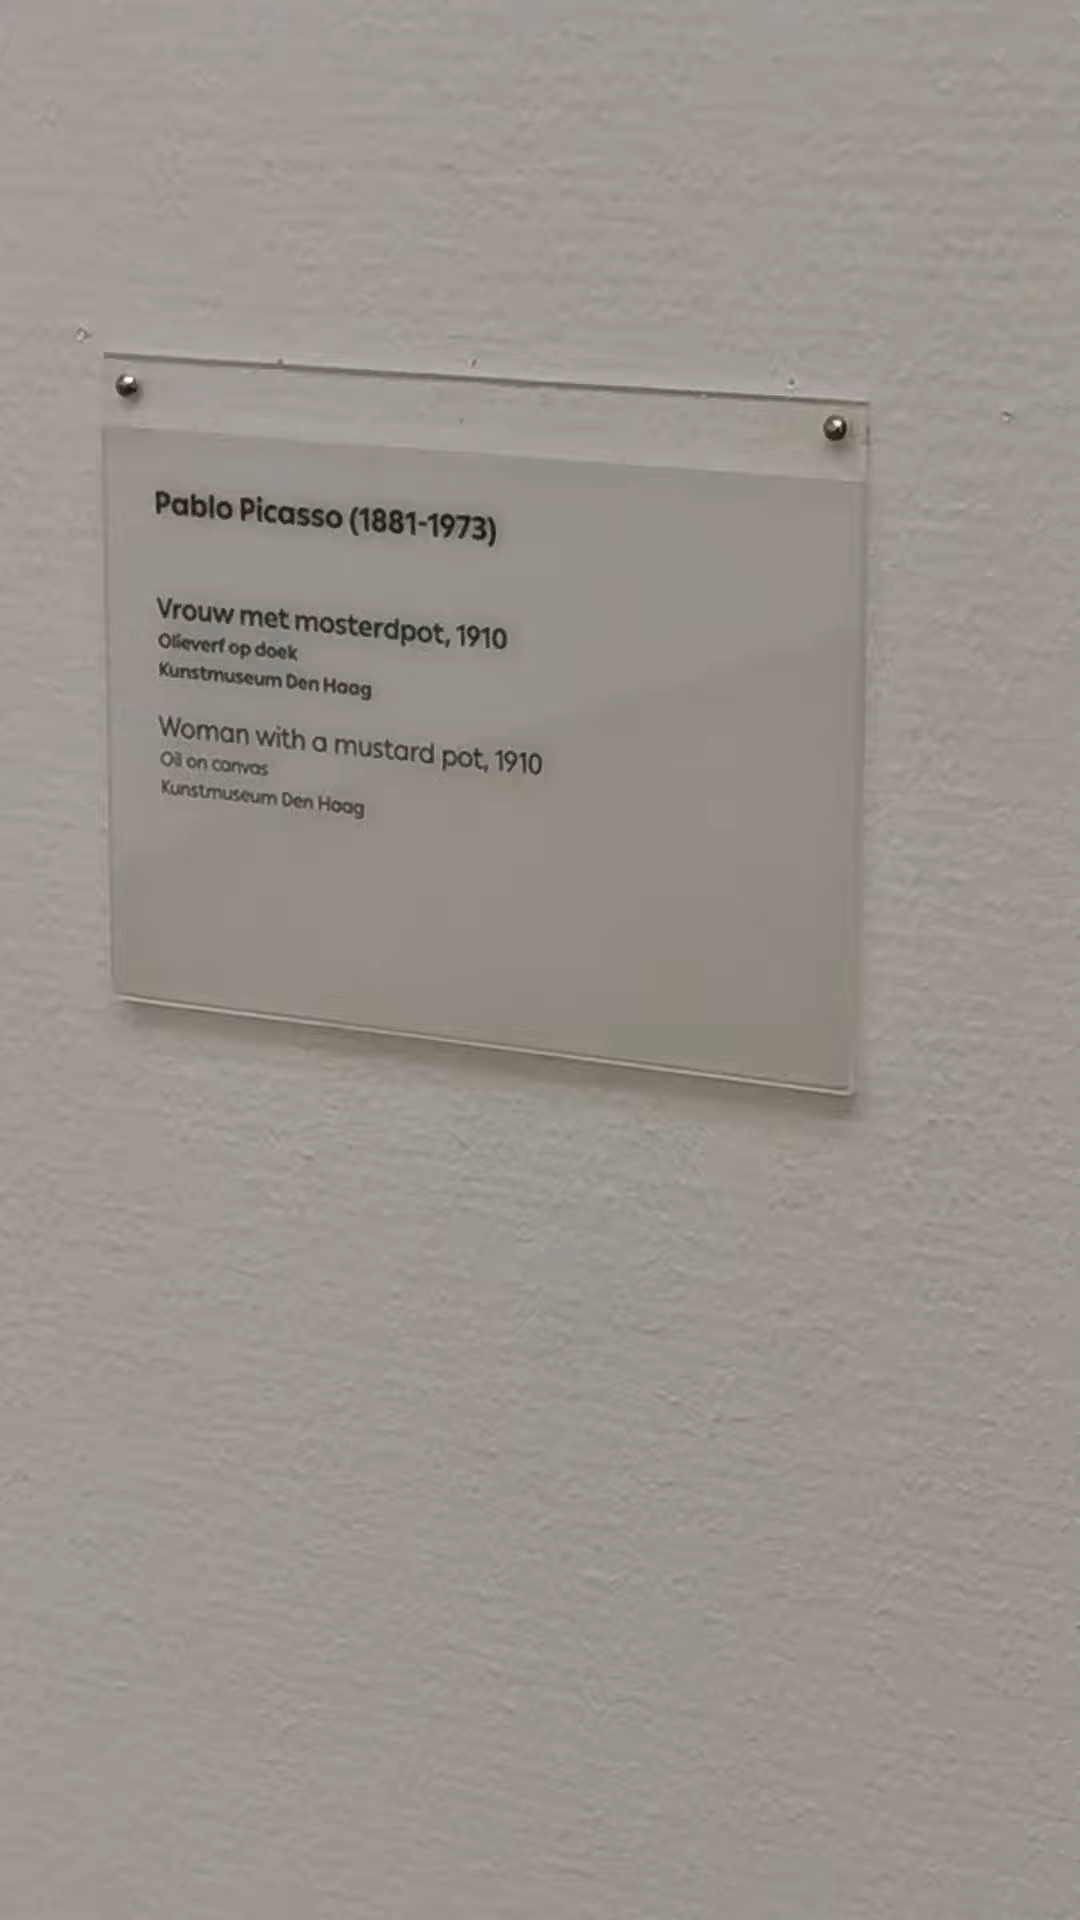 Pablo Picasso (1881-1973)
Vrouw met mosterdpot, 1910
Olieverf op doek
Kunstmuseum Den Haag
Woman with a mustard pot, 1910
Oil on canvas
Kunstmuseum Den Haag